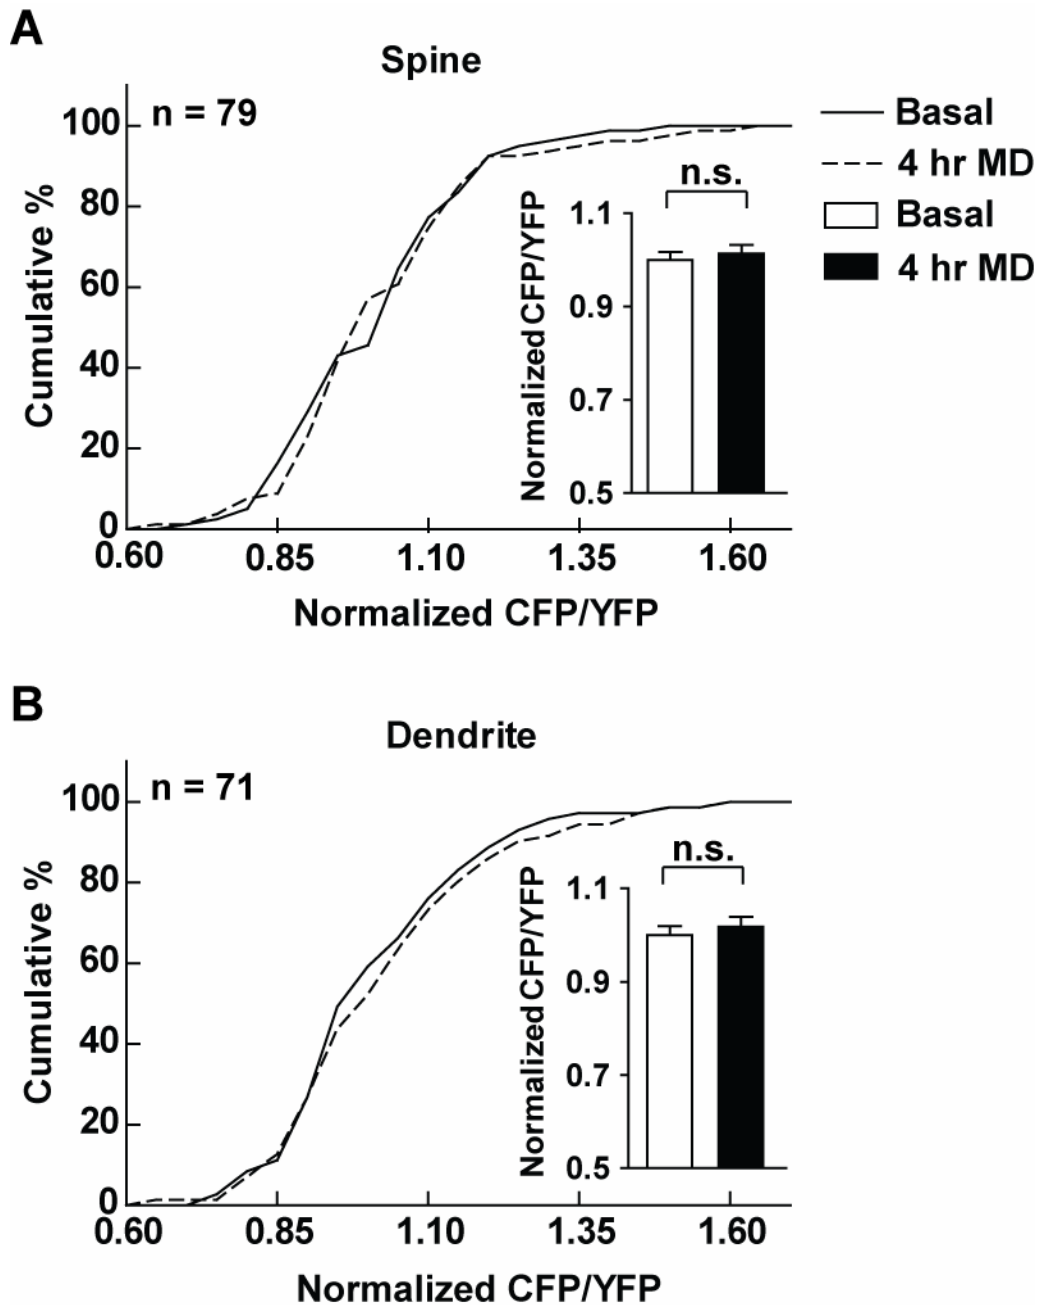 A
Spine
n = 79
Basal
4 hr MD
Basal
4 hr MD
Cumulative %
100
80
60
40
20
0
0.60
0.85
1.10
1.35
1.60
Normalized CFP/YFP
n.s.
Normalized CFP/YFP
1.1
0.9
0.7
0.5
B
Dendrite
n = 71
Cumulative %
100
80
60
40
20
0
0.60
0.85
1.10
1.35
1.60
Normalized CFP/YFP
n.s.
Normalized CFP/YFP
1.1
0.9
0.7
0.5